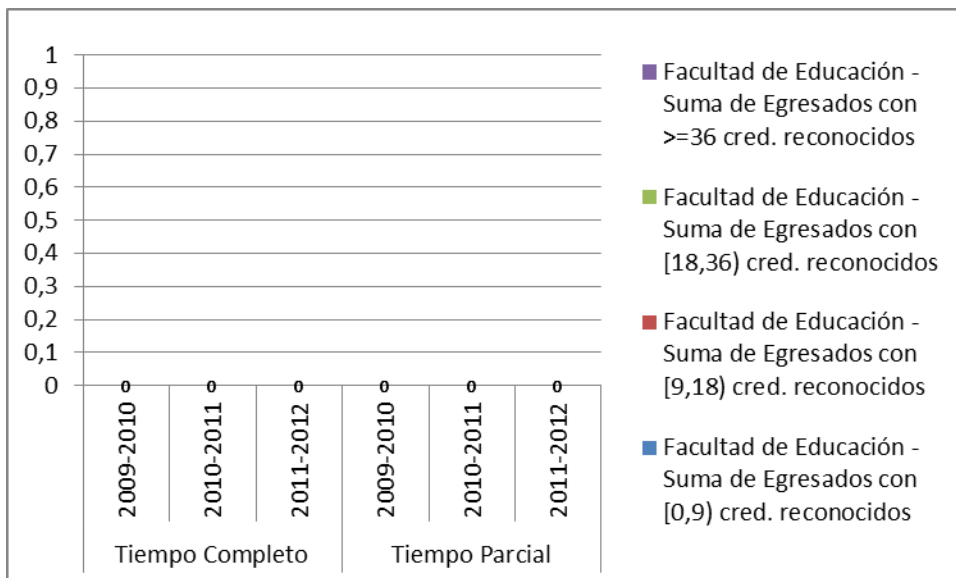 1
0,9
0,8
0,7
0,6
0,5
0,4
0,3
0,2
0,1
0
0 0 0 0 0 0
2009-2010
2010-2011
2011-2012
2009-2010
2010-2011
2011-2012
Tiempo Completo
Tiempo Parcial
Facultad de Educación -
Suma de Egresados con
>=36 cred. reconocidos
Facultad de Educación -
Suma de Egresados con
[18,36) cred. reconocidos
Facultad de Educación -
Suma de Egresados con
[9,18) cred. reconocidos
Facultad de Educación -
Suma de Egresados con
[0,9) cred. reconocidos